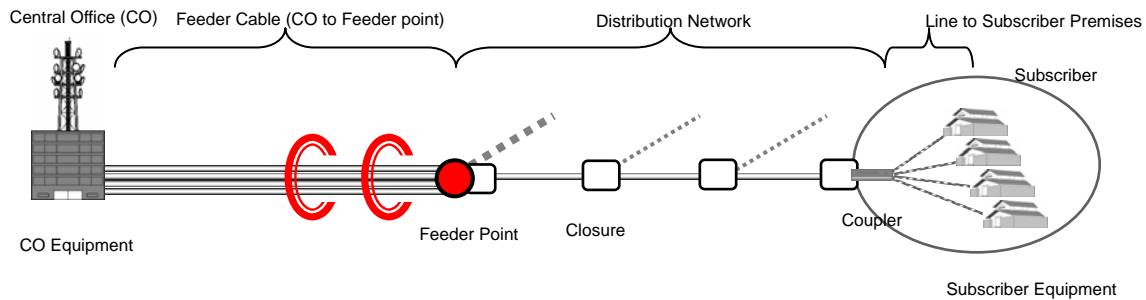 Central Office (CO)
Feeder Cable (CO to Feeder point)
Distribution Network
Line to Subscriber Premises
Subscriber
CO Equipment
Feeder Point
Closure
Coupler
Subscriber Equipment